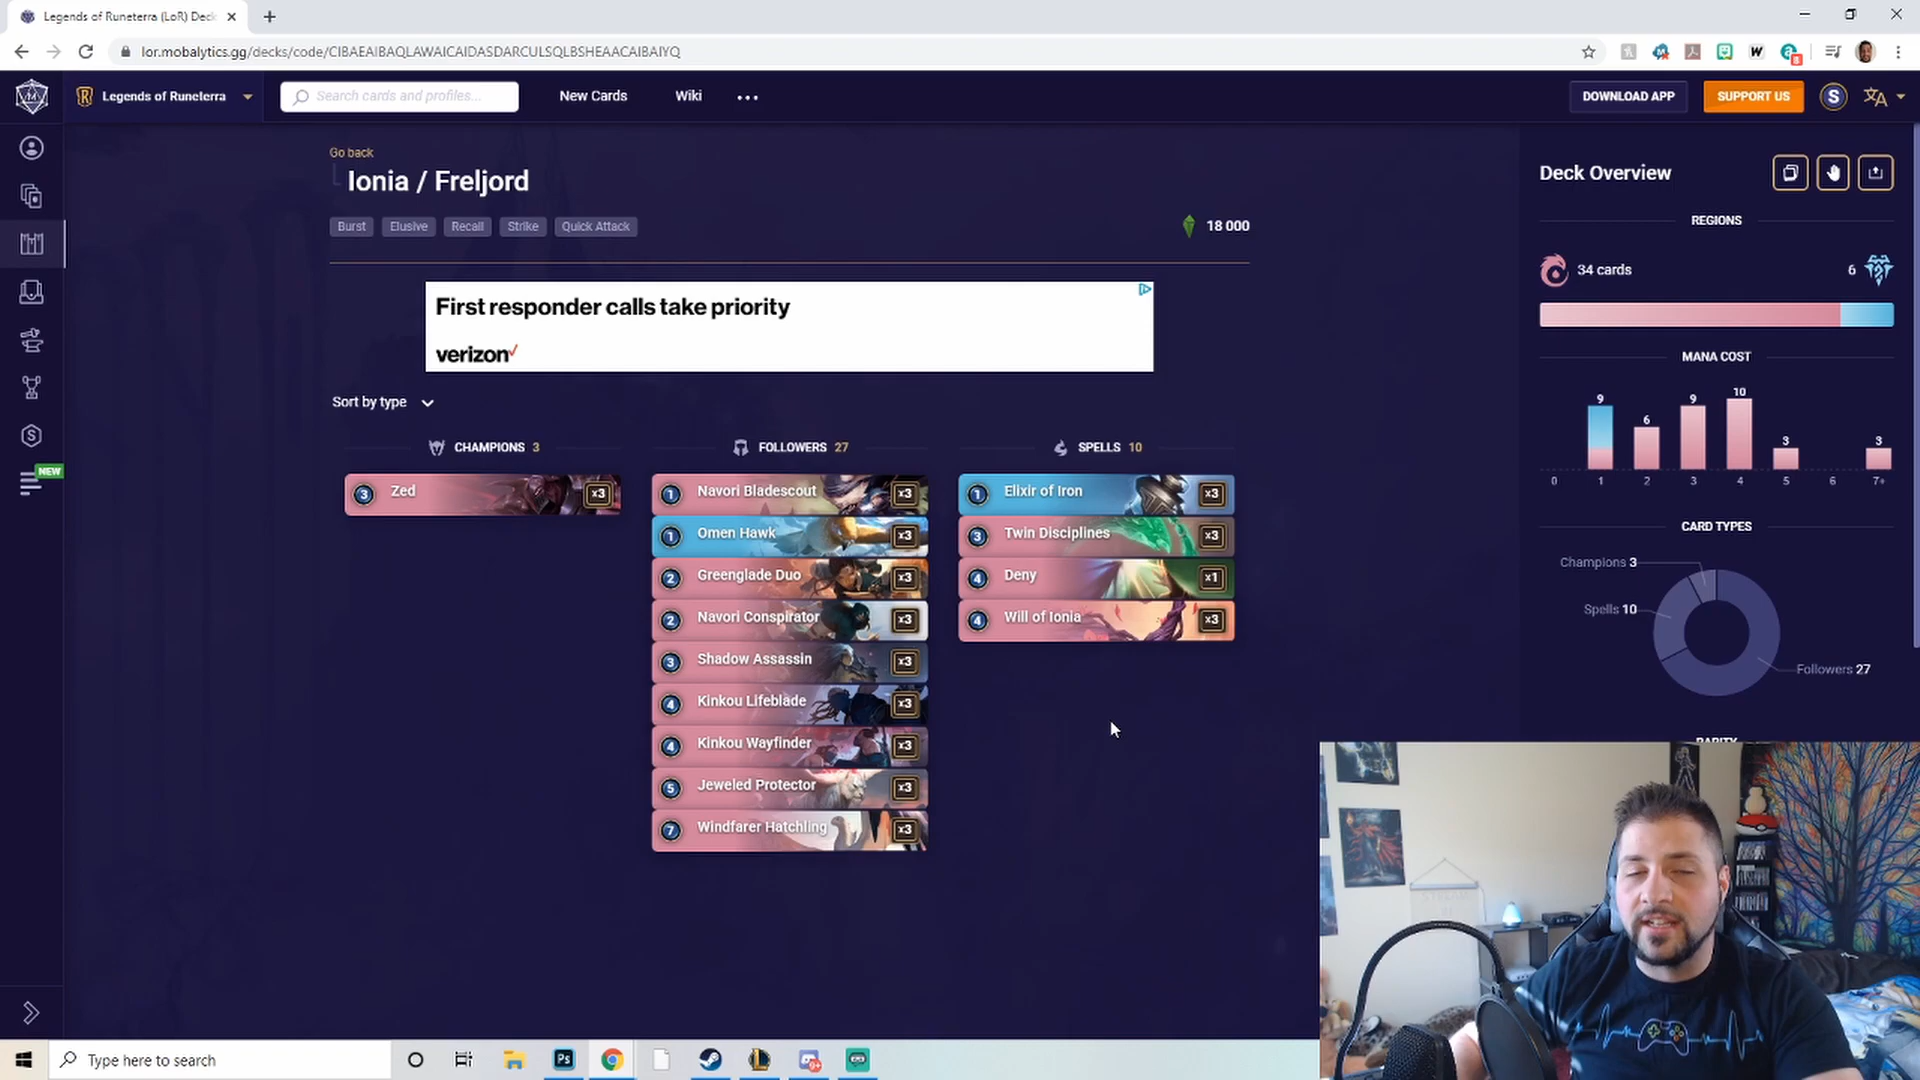 Legends of Runeterra (LoR) Deck
lor.mobalytics.gg/decks/code/CIBAEAIBAQLAWAICAIDASDARCULSQLBSHEAACAIBAIYQ
Legends of Runeterra
Search cards and profiles...
New Cards
Wiki
DOWNLOAD APP
SUPPORT US
S
Go back
Ionia / Freljord
Burst
Elusive
Recall
Strike
Quick Attack
18 000
First responder calls take priority
verizon
Sort by type
CHAMPIONS 3
3 Zed x3
FOLLOWERS 27
1 Navori Bladescout x3
1 Omen Hawk x3
2 Greenglade Duo x3
2 Navori Conspirator x3
3 Shadow Assassin x3
4 Kinkou Lifeblade x3
4 Kinkou Wayfinder x3
5 Jeweled Protector x3
7 Windfarer Hatchling x3
SPELLS 10
1 Elixir of Iron x3
3 Twin Disciplines x3
4 Deny x1
4 Will of Ionia x3
Deck Overview
REGIONS
34 cards
6
MANA COST
9 6 9 10 3 3
0 1 2 3 4 5 6 7+
CARD TYPES
Champions 3
Spells 10
Followers 27
NEW
Type here to search
Ps